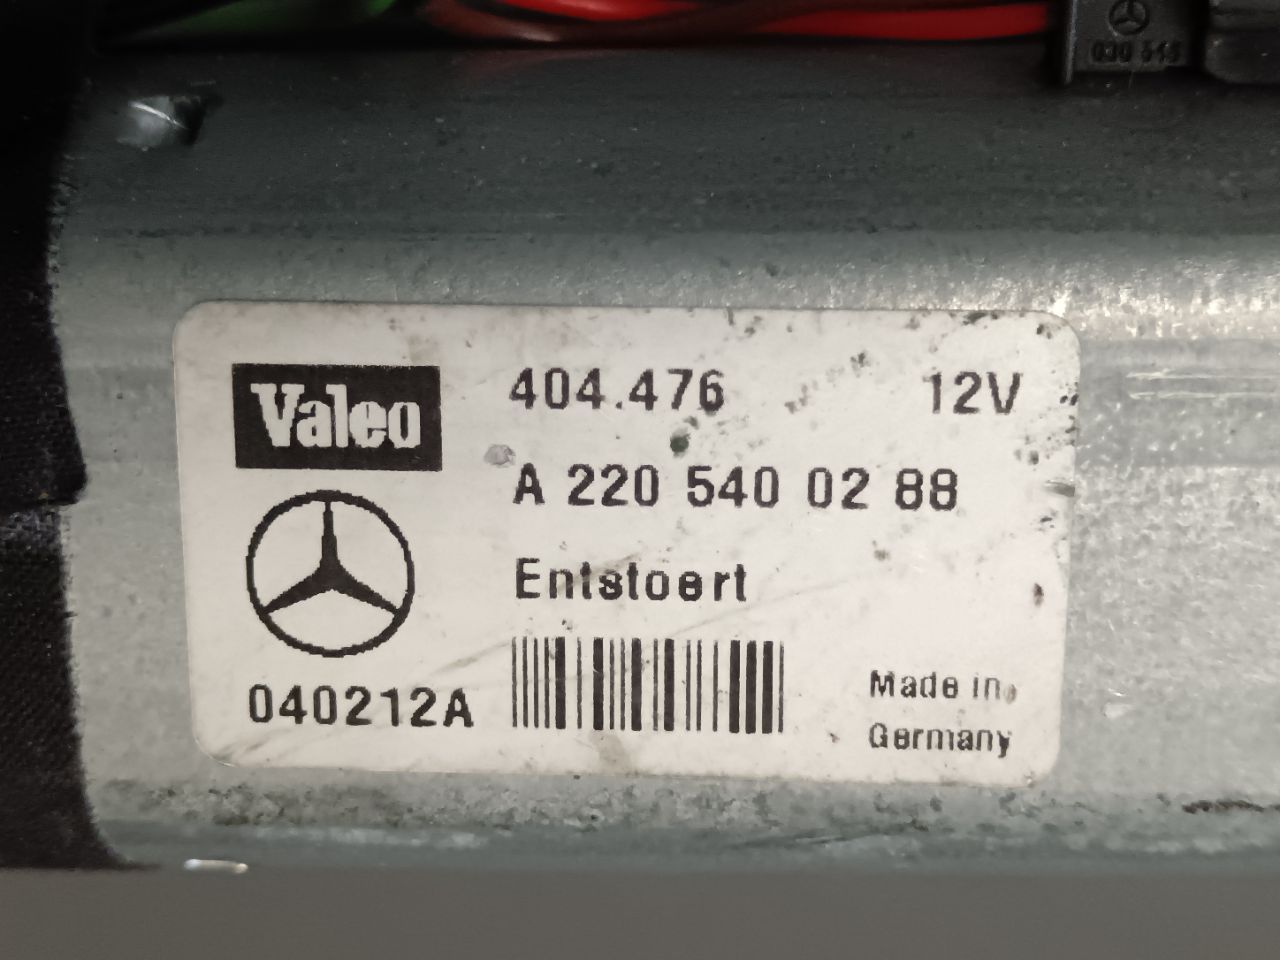 Valeo
404.476 12V
A 220 540 02 88
Entstoert
040212A
Made in
Germany